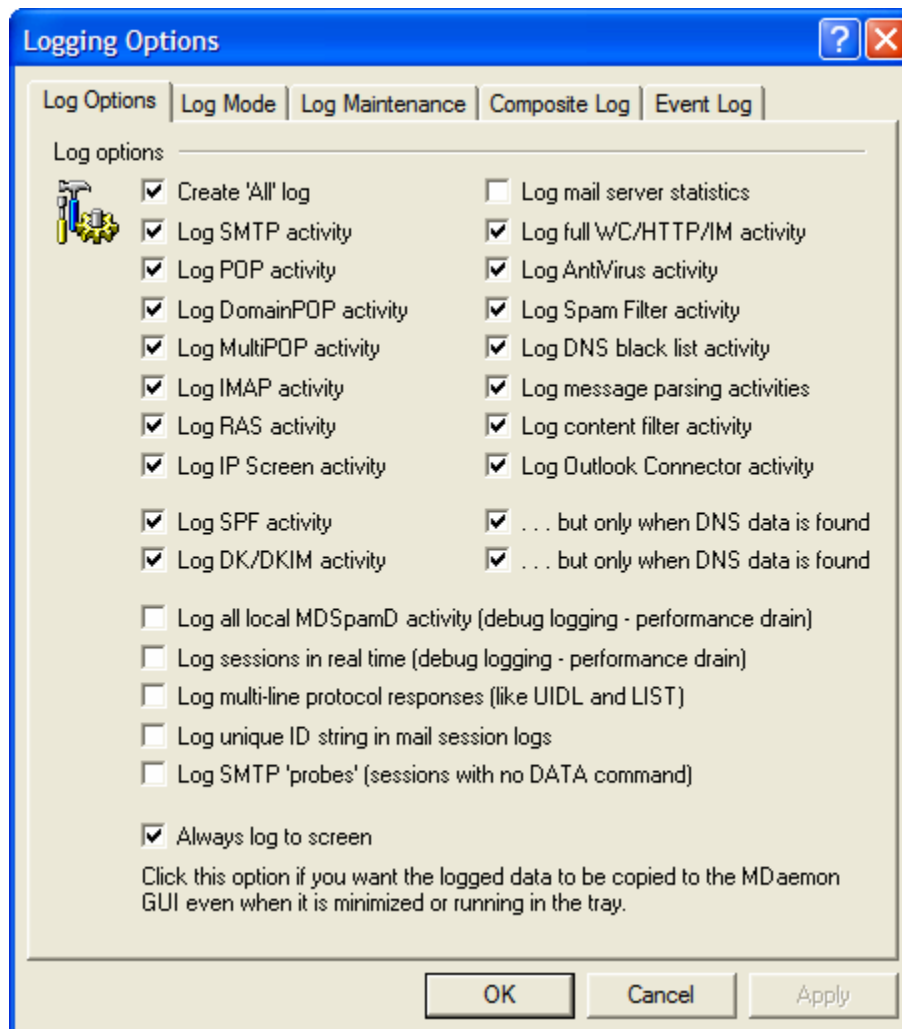 Logging Options
Log Options
Log Mode
Log Maintenance
Composite Log
Event Log
Log options
Create 'All' log
Log mail server statistics
Log SMTP activity
Log full WC/HTTP/IM activity
Log POP activity
Log AntiVirus activity
Log DomainPOP activity
Log Spam Filter activity
Log MultiPOP activity
Log DNS black list activity
Log IMAP activity
Log message parsing activities
Log RAS activity
Log content filter activity
Log IP Screen activity
Log Outlook Connector activity
Log SPF activity
. . . but only when DNS data is found
Log DK/DKIM activity
. . . but only when DNS data is found
Log all local MDSpamD activity (debug logging - performance drain)
Log sessions in real time (debug logging - performance drain)
Log multi-line protocol responses (like UIDL and LIST)
Log unique ID string in mail session logs
Log SMTP 'probes' (sessions with no DATA command)
Always log to screen
Click this option if you want the logged data to be copied to the MDaemon
GUI even when it is minimized or running in the tray.
OK
Cancel
Apply